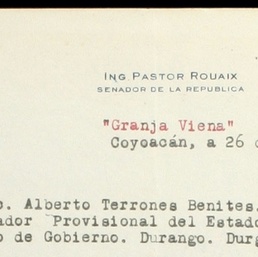 ING. PASTOR ROUAIX
SENADOR DE LA REPUBLICA
"Granja Viena"
Coyoacán, a 26 d
c. Alberto Terrones Benites.
ador Provisional del Estado
o de Gobierno. Durango. Durg